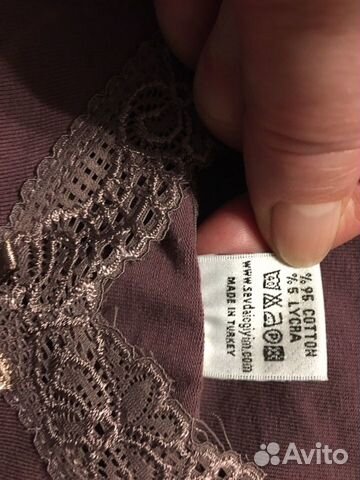 %95 COTTON
%5 LYCRA
www.sevdaicgiyim.com
MADE IN TURKEY
Avito